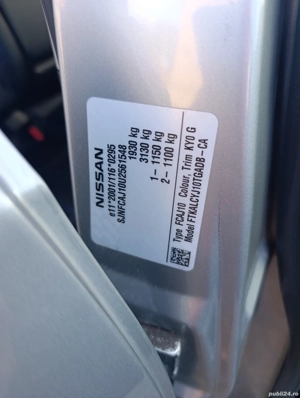 NISSAN
e11*2001/116*0295
SJNFCAJ10U2561548
1930 kg
3130 kg
1 - 1150 kg
2 - 1100 kg
Type FCAJ10 Colour, Trim KY0 G
Model FTKALCYJ10TGADB-CA
publi24.ro